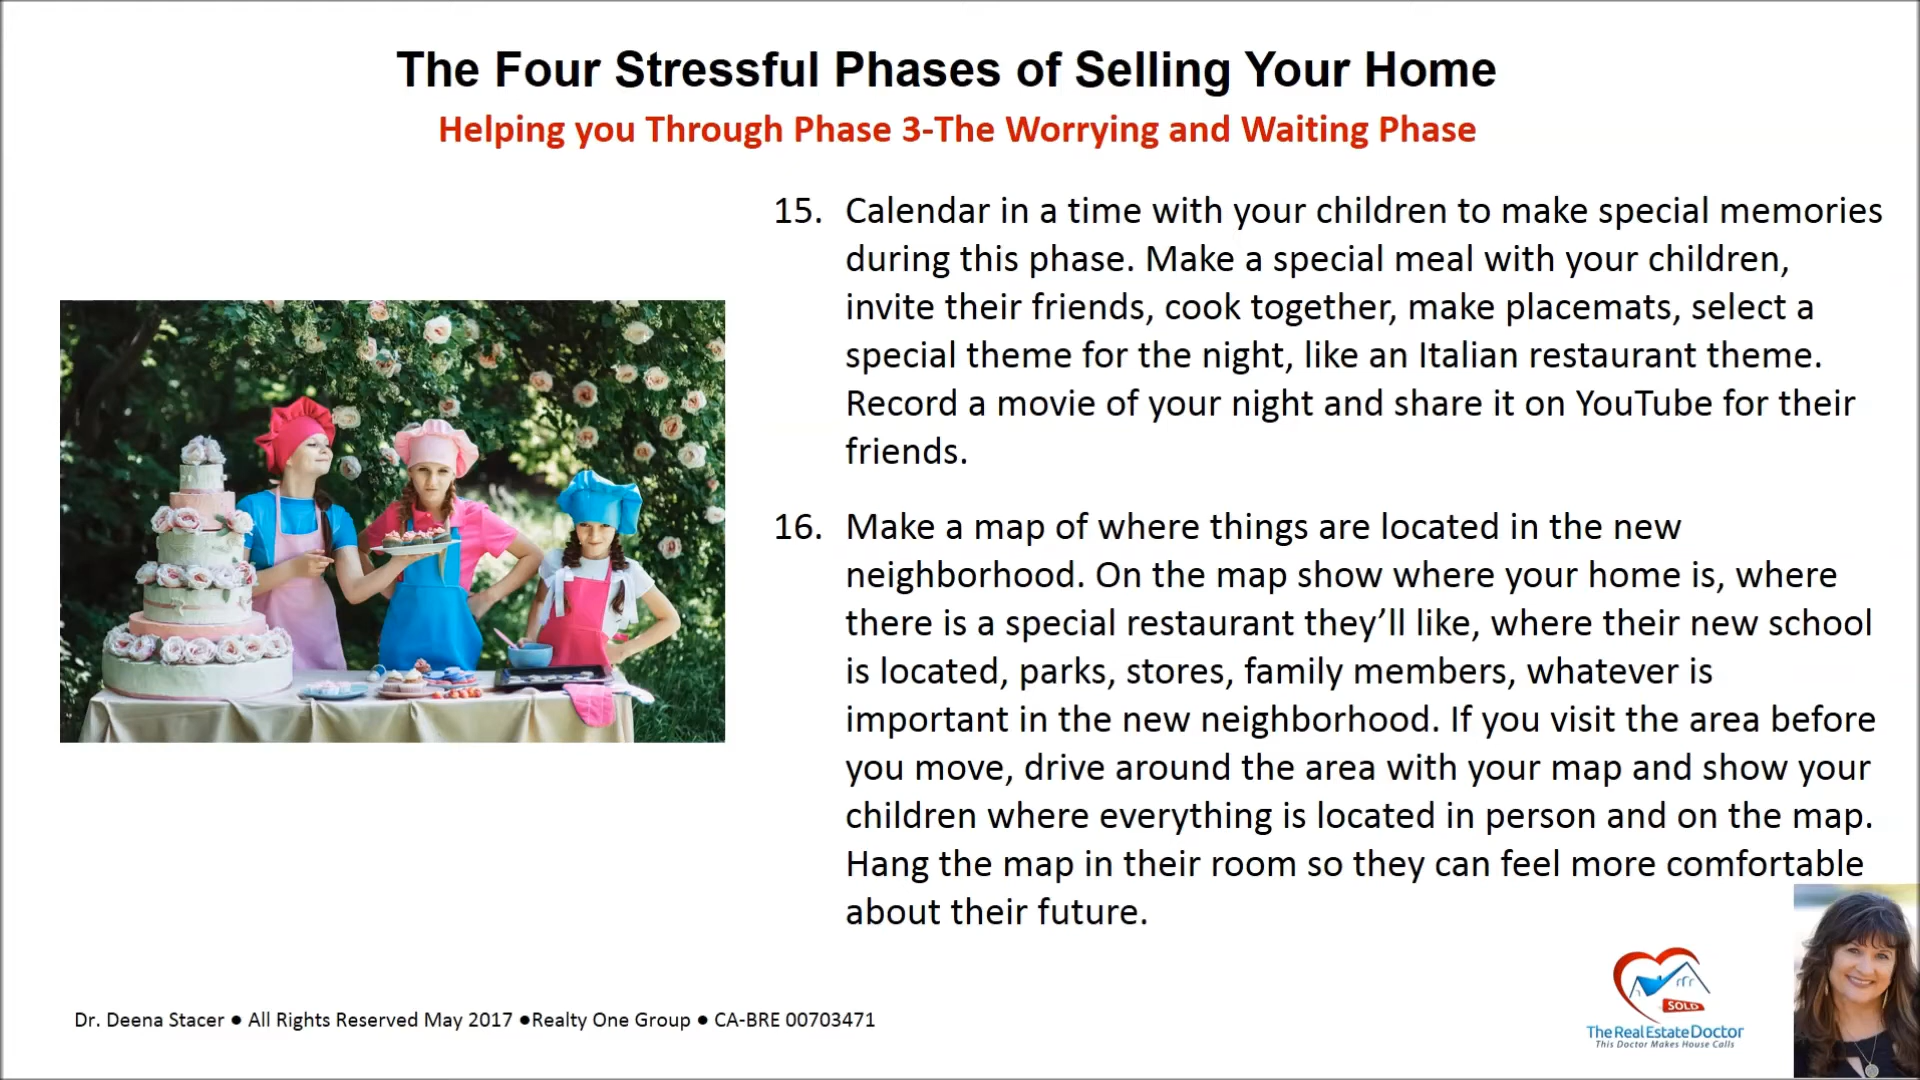 The Four Stressful Phases of Selling Your Home
Helping you Through Phase 3-The Worrying and Waiting Phase
15. Calendar in a time with your children to make special memories
during this phase. Make a special meal with your children,
invite their friends, cook together, make placemats, select a
special theme for the night, like an Italian restaurant theme.
Record a movie of your night and share it on YouTube for their
friends.
16. Make a map of where things are located in the new
neighborhood. On the map show where your home is, where
there is a special restaurant they’ll like, where their new school
is located, parks, stores, family members, whatever is
important in the new neighborhood. If you visit the area before
you move, drive around the area with your map and show your
children where everything is located in person and on the map.
Hang the map in their room so they can feel more comfortable
about their future.
SOLD
TheRealEstateDoctor
This Doctor Makes House Calls
Dr. Deena Stacer ● All Rights Reserved May 2017 ●Realty One Group ● CA-BRE 00703471